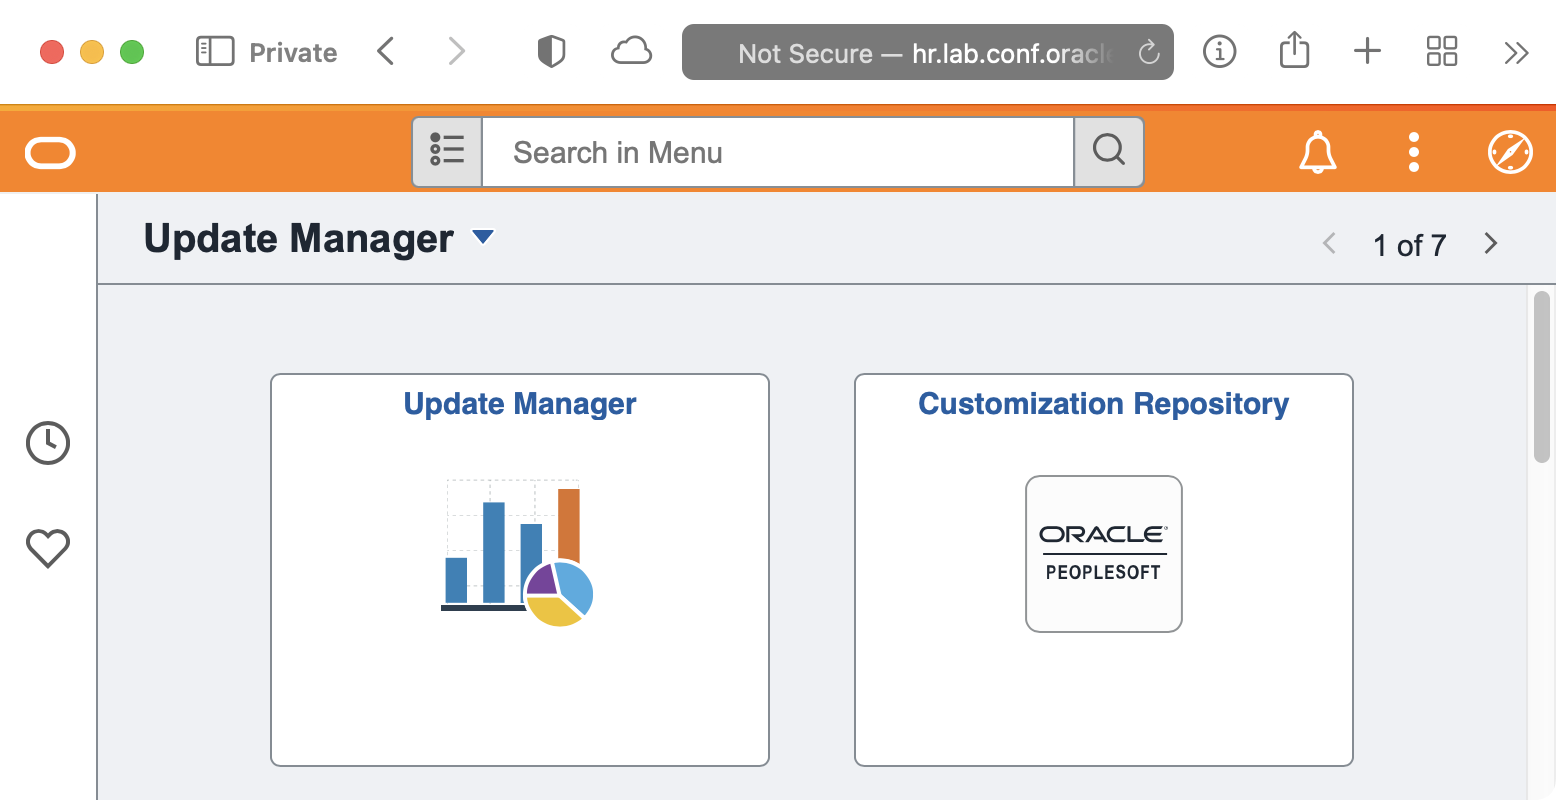 Private
Not Secure — hr.lab.conf.oracle
Search in Menu
Update Manager
1 of 7
Update Manager
Customization Repository
ORACLE
PEOPLESOFT